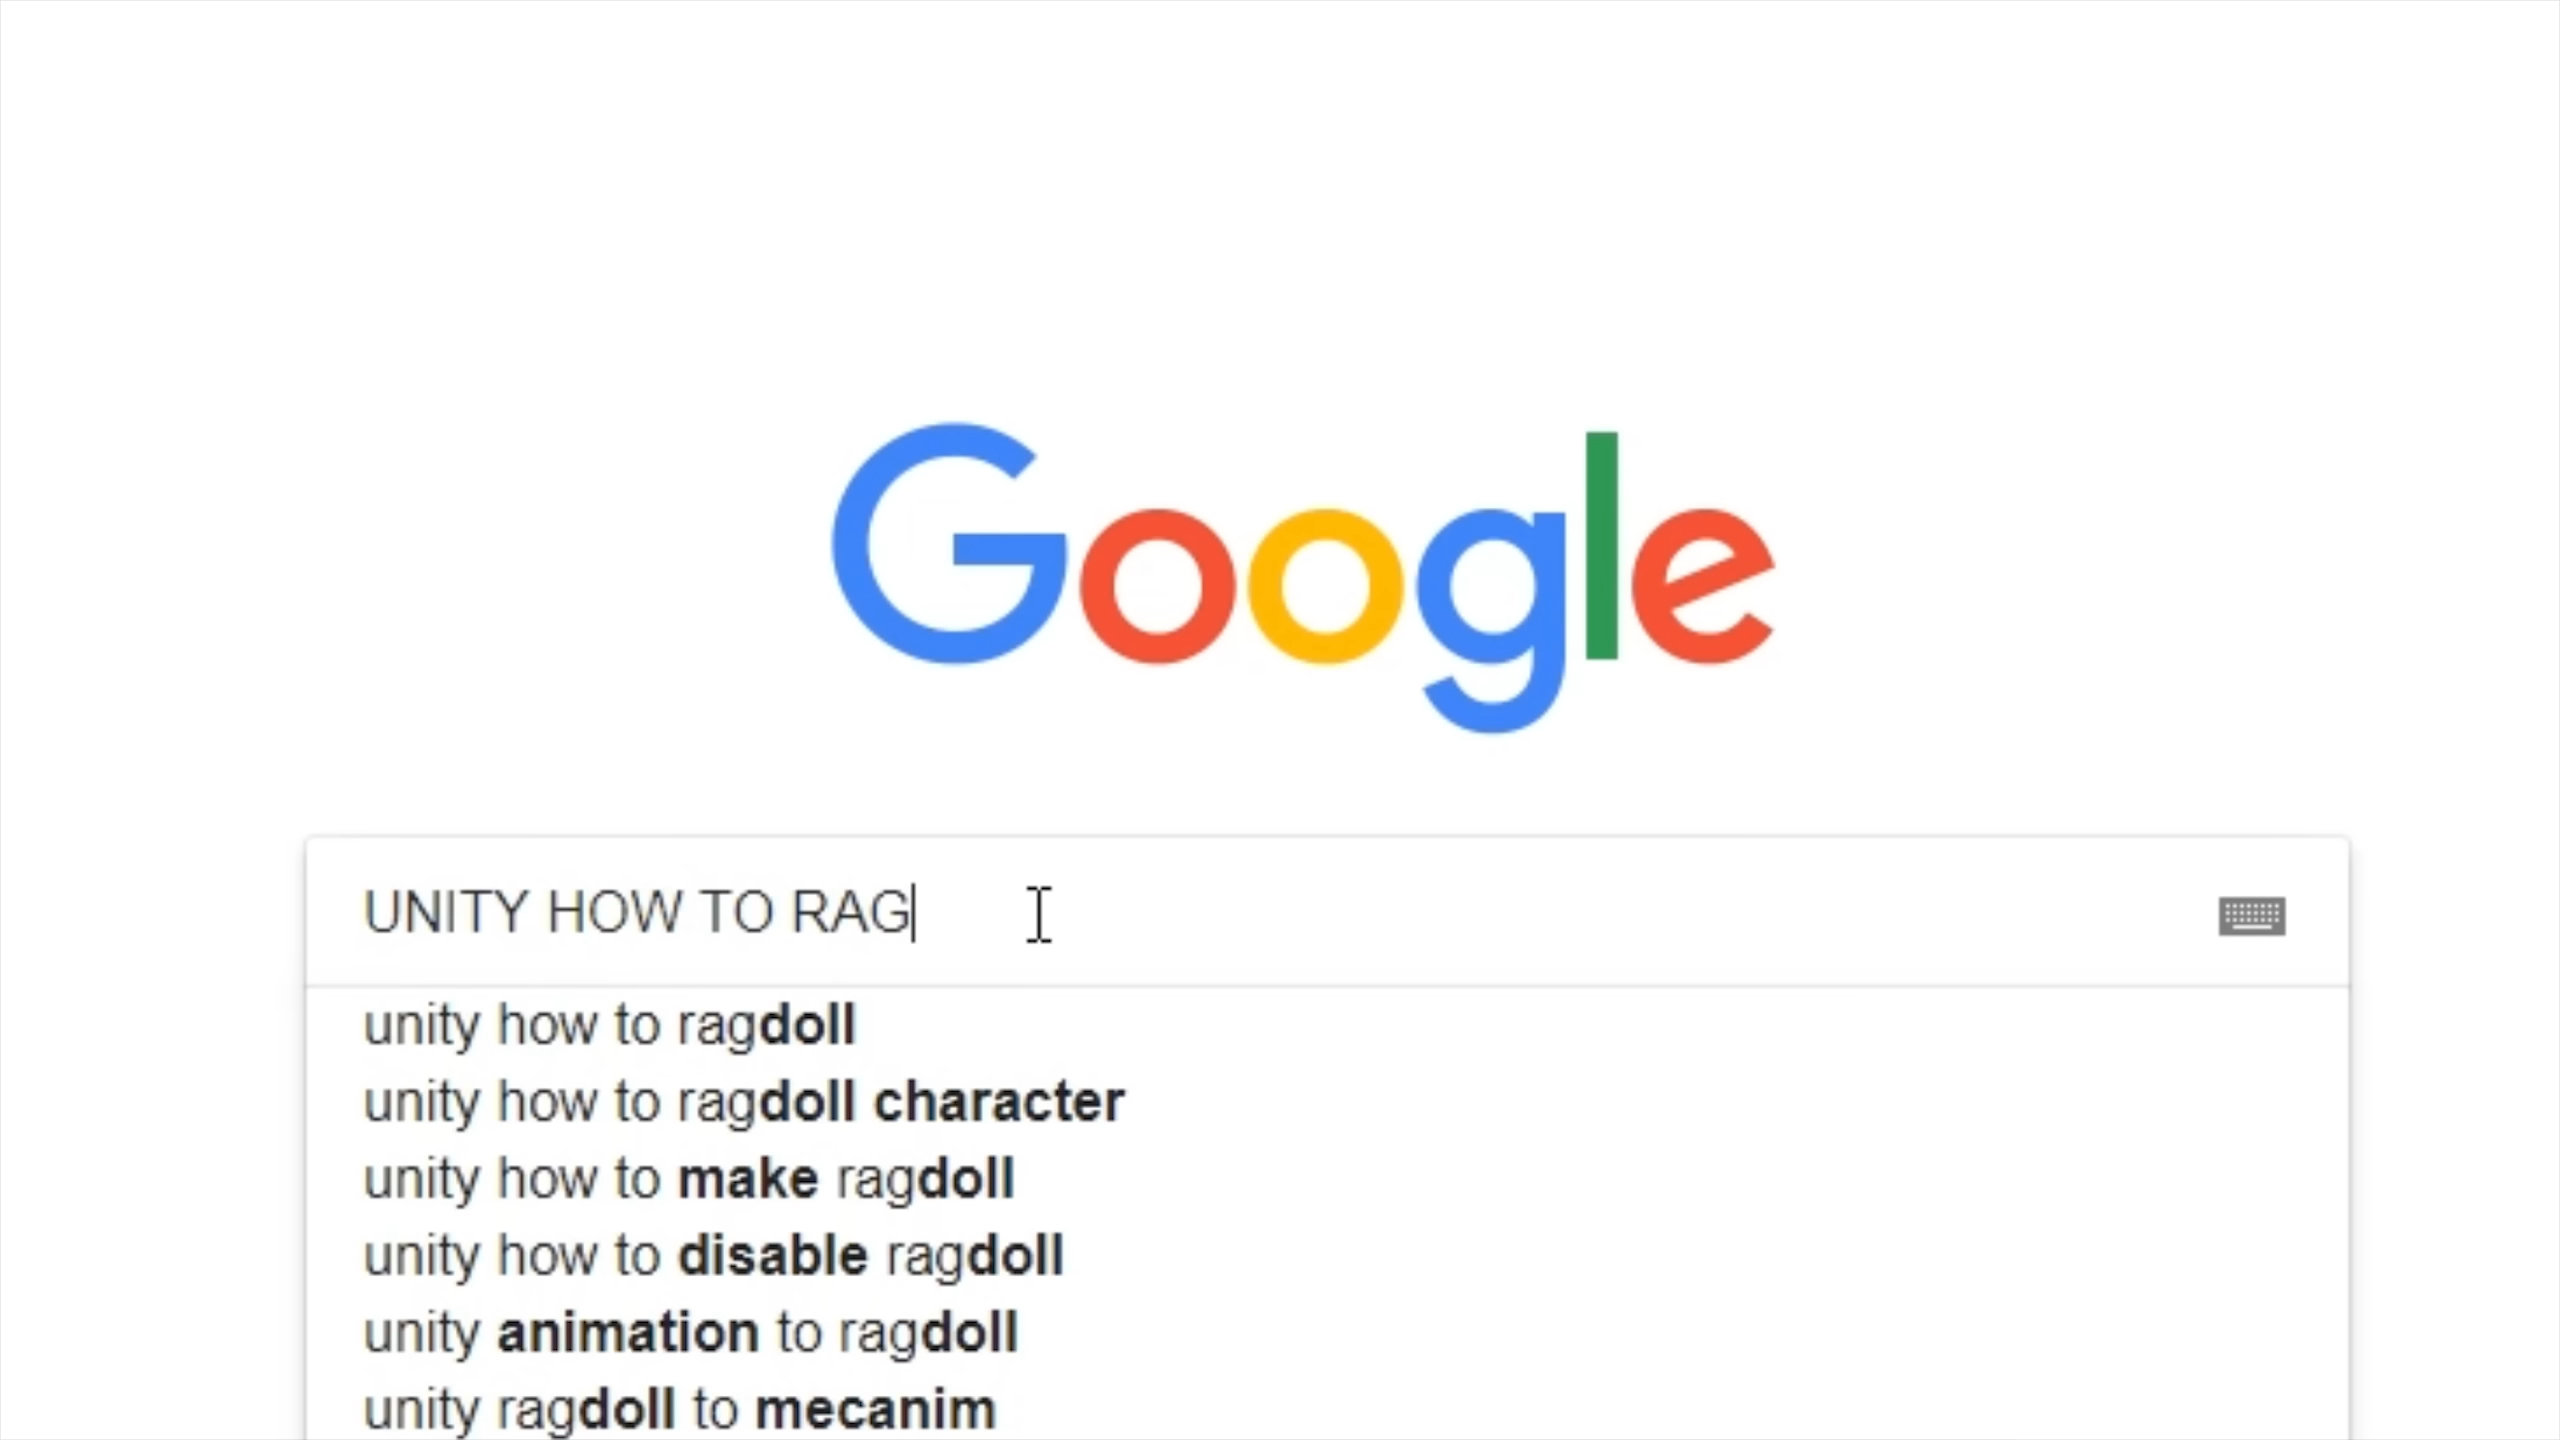 Google
UNITY HOW TO RAG
unity how to ragdoll
unity how to ragdoll character
unity how to make ragdoll
unity how to disable ragdoll
unity animation to ragdoll
unity ragdoll to mecanim